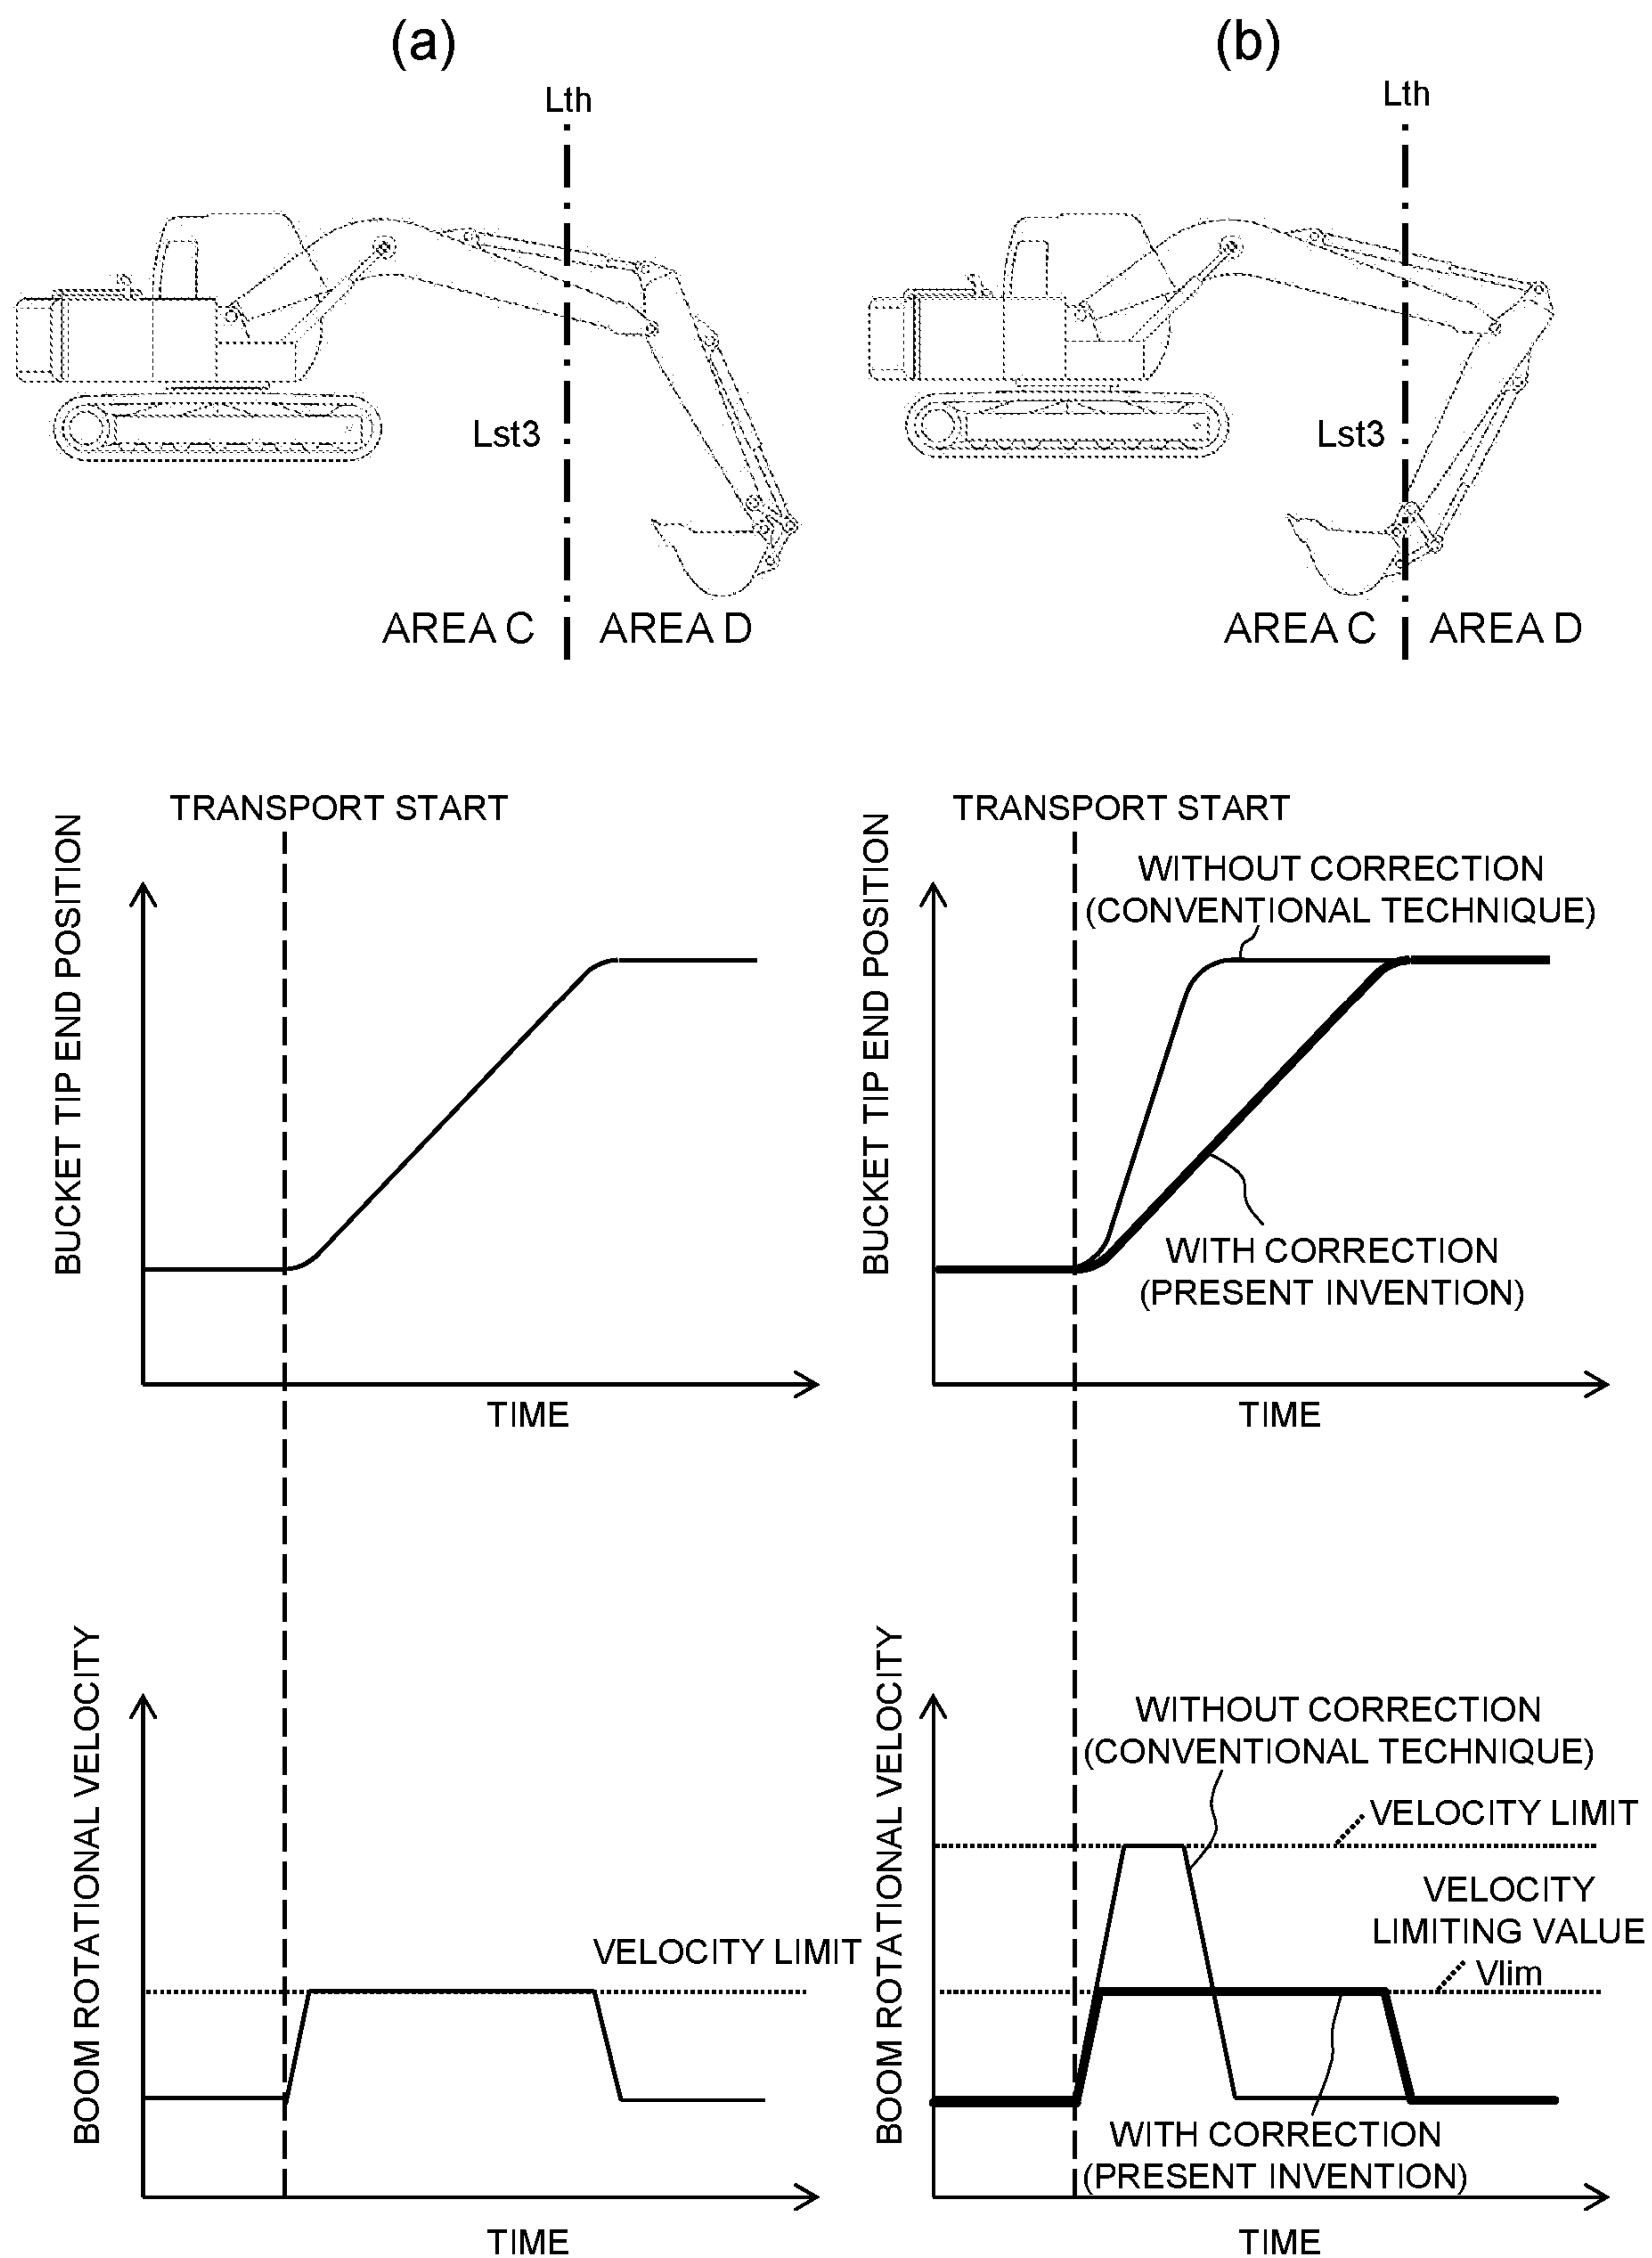 (a)
Lth
Lst3
AREA C
AREA D
TRANSPORT START
BUCKET TIP END POSITION
TIME
BOOM ROTATIONAL VELOCITY
VELOCITY LIMIT
TIME
(b)
Lth
Lst3
AREA C
AREA D
TRANSPORT START
BUCKET TIP END POSITION
WITHOUT CORRECTION
(CONVENTIONAL TECHNIQUE)
WITH CORRECTION
(PRESENT INVENTION)
TIME
BOOM ROTATIONAL VELOCITY
WITHOUT CORRECTION
(CONVENTIONAL TECHNIQUE)
VELOCITY LIMIT
VELOCITY
LIMITING VALUE
Vlim
WITH CORRECTION
(PRESENT INVENTION)
TIME